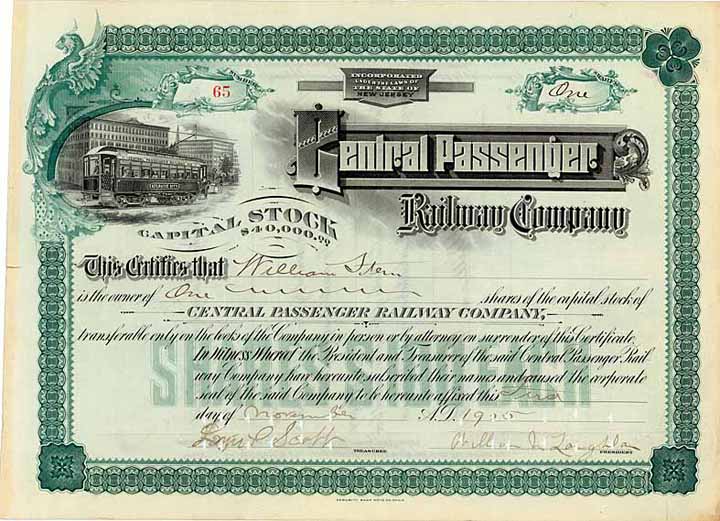 65
One
INCORPORATED
UNDER THE LAWS OF
THE STATE OF
NEW JERSEY
Central Passenger
Railway Company
CAPITAL STOCK
$40,000.00
This Certifies that William Stern
is the owner of One shares of the capital stock of
CENTRAL PASSENGER RAILWAY COMPANY,
transferable only on the books of the Company in person or by attorney on surrender of this Certificate.
In Witness Whereof the President and Treasurer of the said Central Passenger Rail
way Company have hereunto subscribed their names and caused the corporate
seal of the said Company to be hereunto affixed this
day of November A.D. 19
Scott
TREASURER
William
PRESIDENT